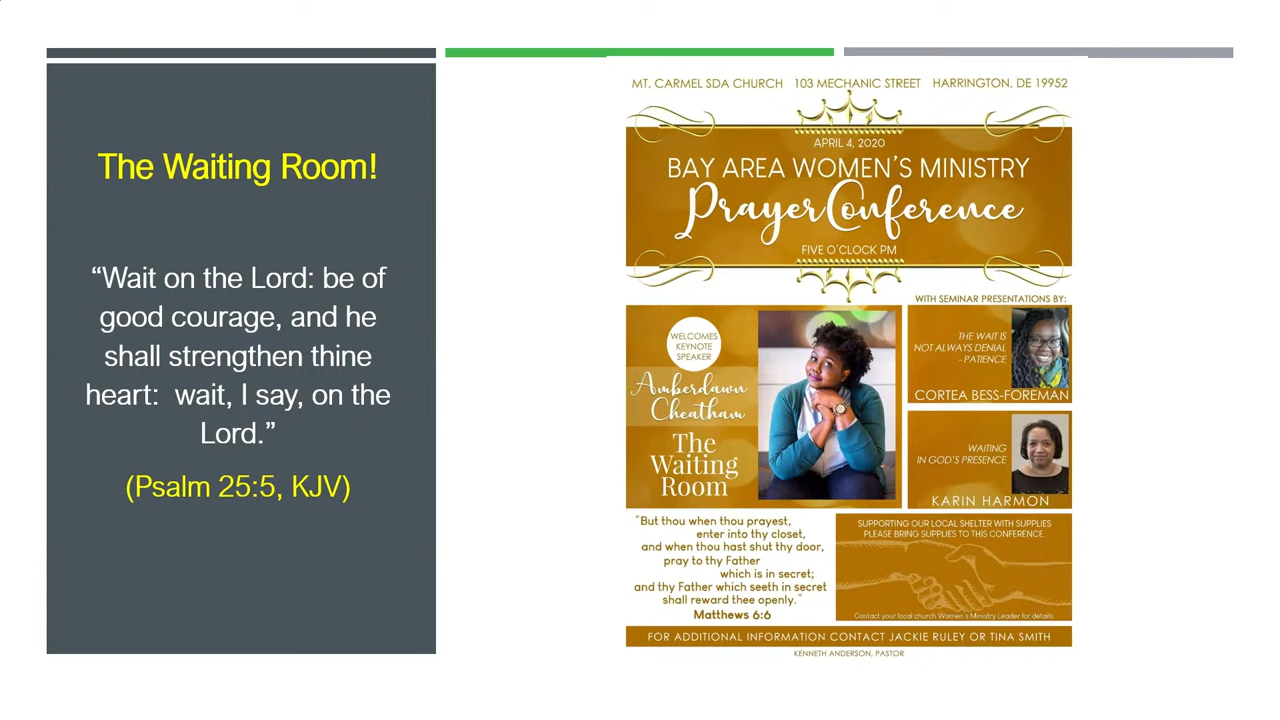 The Waiting Room!
“Wait on the Lord: be of
good courage, and he
shall strengthen thine
heart:  wait, I say, on the
Lord.”
(Psalm 25:5, KJV)
MT. CARMEL SDA CHURCH 103 MECHANIC STREET HARRINGTON, DE 19952
APRIL 4, 2020
BAY AREA WOMEN'S MINISTRY
Prayer Conference
FIVE O'CLOCK PM
WELCOMES
KEYNOTE
SPEAKER
Amberdawn
Cheatham
The
Waiting
Room
WITH SEMINAR PRESENTATIONS BY:
THE WAIT IS
NOT ALWAYS DENIAL
- PATIENCE
CORTEA BESS-FOREMAN
WAITING
IN GOD'S PRESENCE
KARIN HARMON
"But thou when thou prayest,
enter into thy closet,
and when thou hast shut thy door,
pray to thy Father
which is in secret;
and thy Father which seeth in secret
shall reward thee openly."
Matthews 6:6
SUPPORTING OUR LOCAL SHELTER WITH SUPPLIES
PLEASE BRING SUPPLIES TO THIS CONFERENCE.
Contact your local church Women's Ministry Leader for details.
FOR ADDITIONAL INFORMATION CONTACT JACKIE RULEY OR TINA SMITH
KENNETH ANDERSON, PASTOR